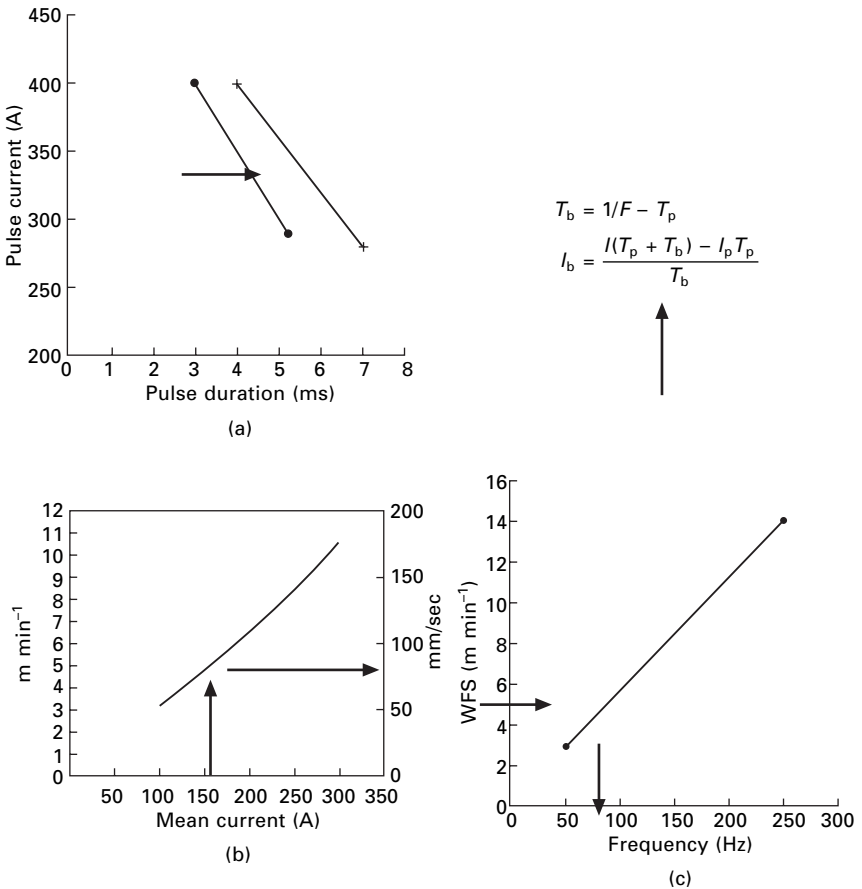 450
(a)
400
350
300
250
200
Pulse current (A)
0 1 2 3 4 5 6 7 8
Pulse duration (ms)
(a)
T_b = 1/F – T_p
I_b = I(T_p + T_b) – I_pT_p
T_b
12
11
10
9
8
7
6
5
4
3
2
1
0
m min⁻¹
200
150
100
50
0
mm/sec
50 100 150 200 250 300 350
Mean current (A)
(b)
16
14
12
10
8
6
4
2
0
WFS (m min⁻¹)
0 50 100 150 200 250 300
Frequency (Hz)
(c)